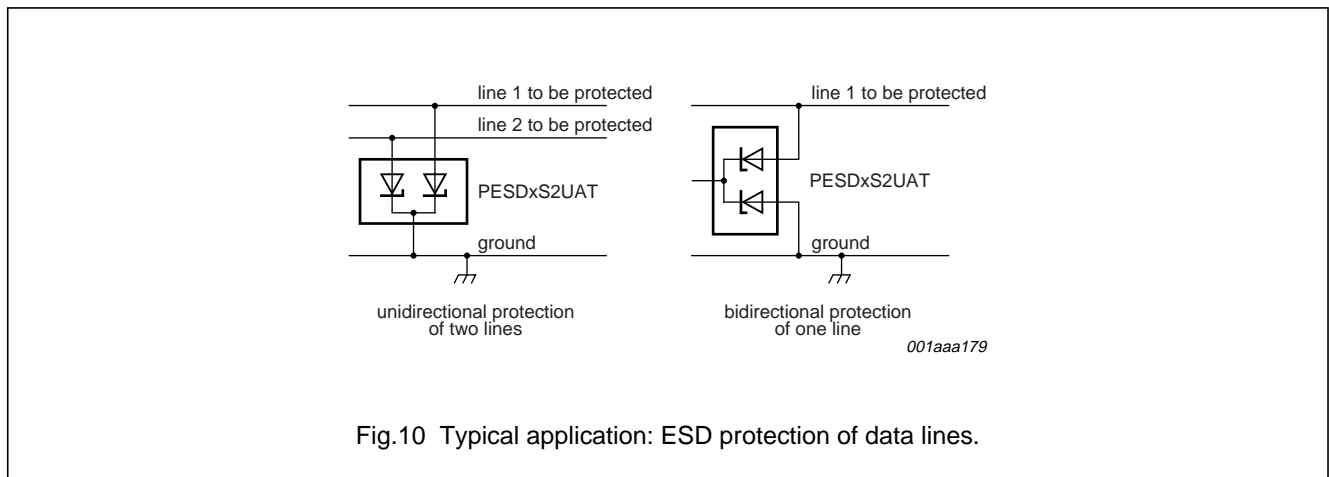 line 1 to be protected
line 2 to be protected
PESDxS2UAT
ground
unidirectional protection
of two lines
line 1 to be protected
PESDxS2UAT
ground
bidirectional protection
of one line
001aaa179
Fig.10 Typical application: ESD protection of data lines.